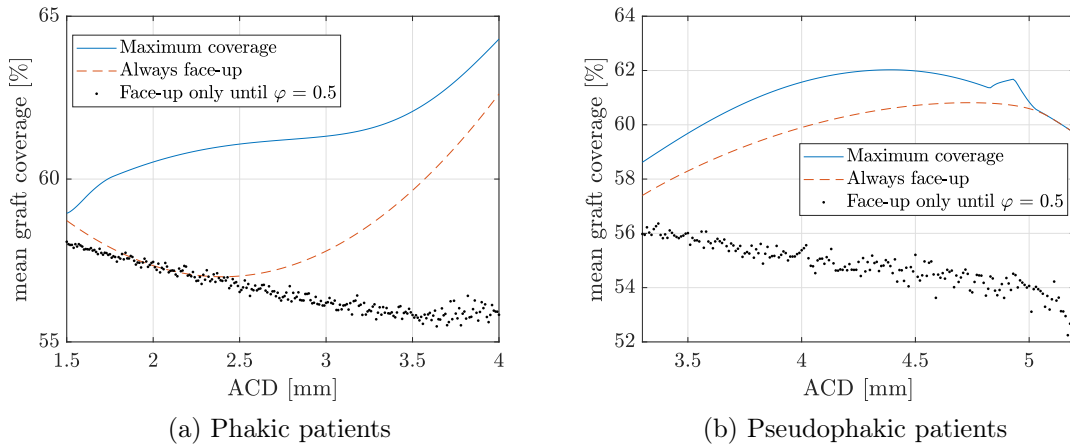 65
60
55
mean graft coverage [%]
Maximum coverage
Always face-up
Face-up only until φ = 0.5
1.5 2 2.5 3 3.5 4
ACD [mm]
(a) Phakic patients
64
62
60
58
56
54
52
mean graft coverage [%]
Maximum coverage
Always face-up
Face-up only until φ = 0.5
3.5 4 4.5 5
ACD [mm]
(b) Pseudophakic patients